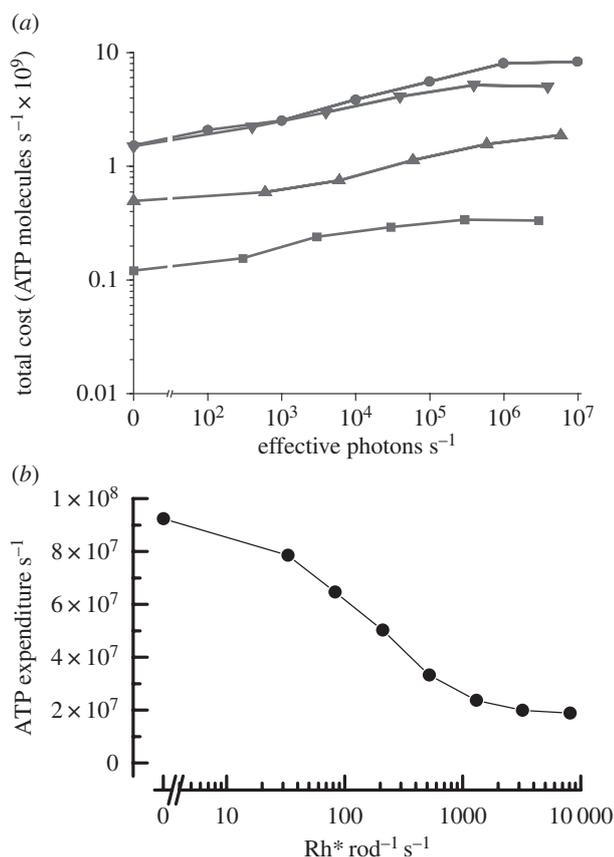 (a)
total cost (ATP molecules s⁻¹ × 10⁹)
10
1
0.1
0.01
0 10² 10³ 10⁴ 10⁵ 10⁶ 10⁷
effective photons s⁻¹
(b)
ATP expenditure s⁻¹
1 × 10⁸
8 × 10⁷
6 × 10⁷
4 × 10⁷
2 × 10⁷
0
0 10 100 1000 10 000
Rh* rod⁻¹ s⁻¹